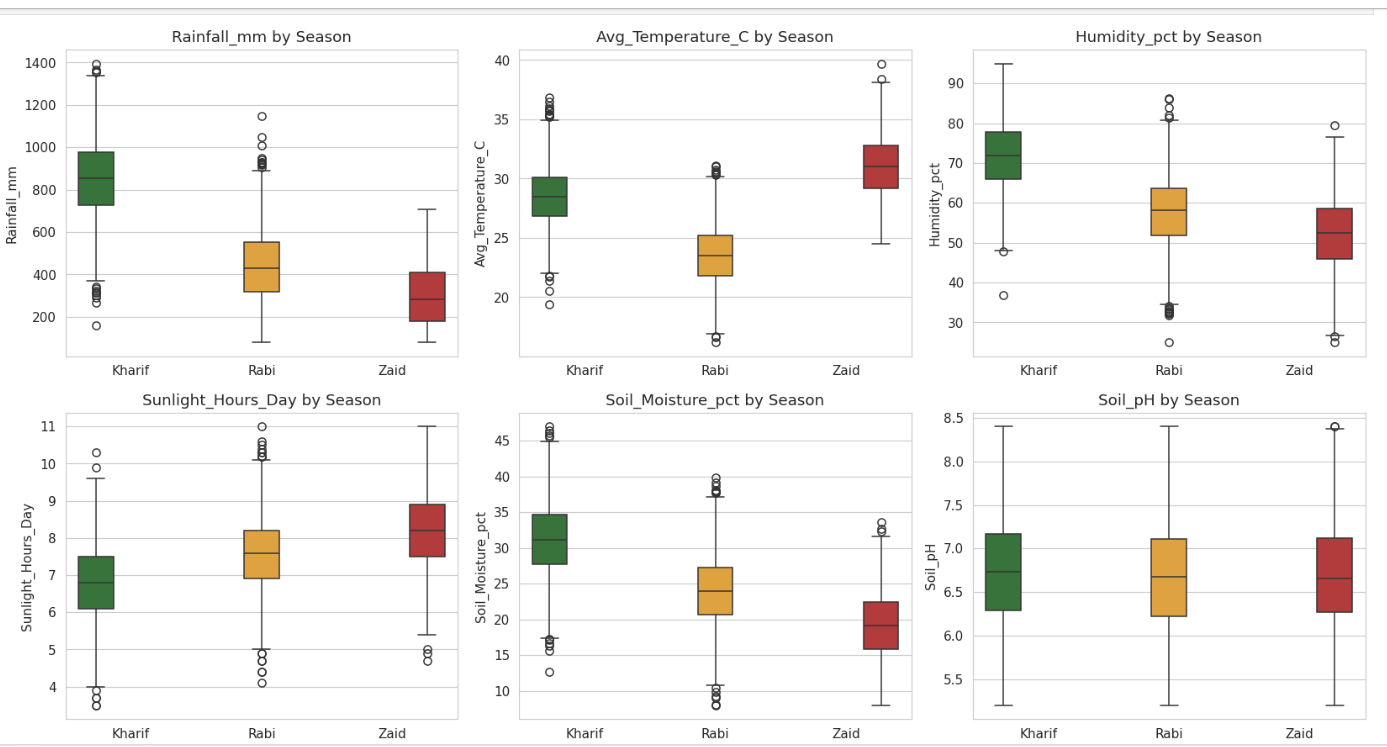 Rainfall_mm by Season
Rainfall_mm
1400
1200
1000
800
600
400
200
Kharif Rabi Zaid
Avg_Temperature_C by Season
Avg_Temperature_C
40
35
30
25
20
Kharif Rabi Zaid
Humidity_pct by Season
Humidity_pct
90
80
70
60
50
40
30
Kharif Rabi Zaid
Sunlight_Hours_Day by Season
Sunlight_Hours_Day
11
10
9
8
7
6
5
4
Kharif Rabi Zaid
Soil_Moisture_pct by Season
Soil_Moisture_pct
45
40
35
30
25
20
15
10
Kharif Rabi Zaid
Soil_pH by Season
Soil_pH
8.5
8.0
7.5
7.0
6.5
6.0
5.5
Kharif Rabi Zaid